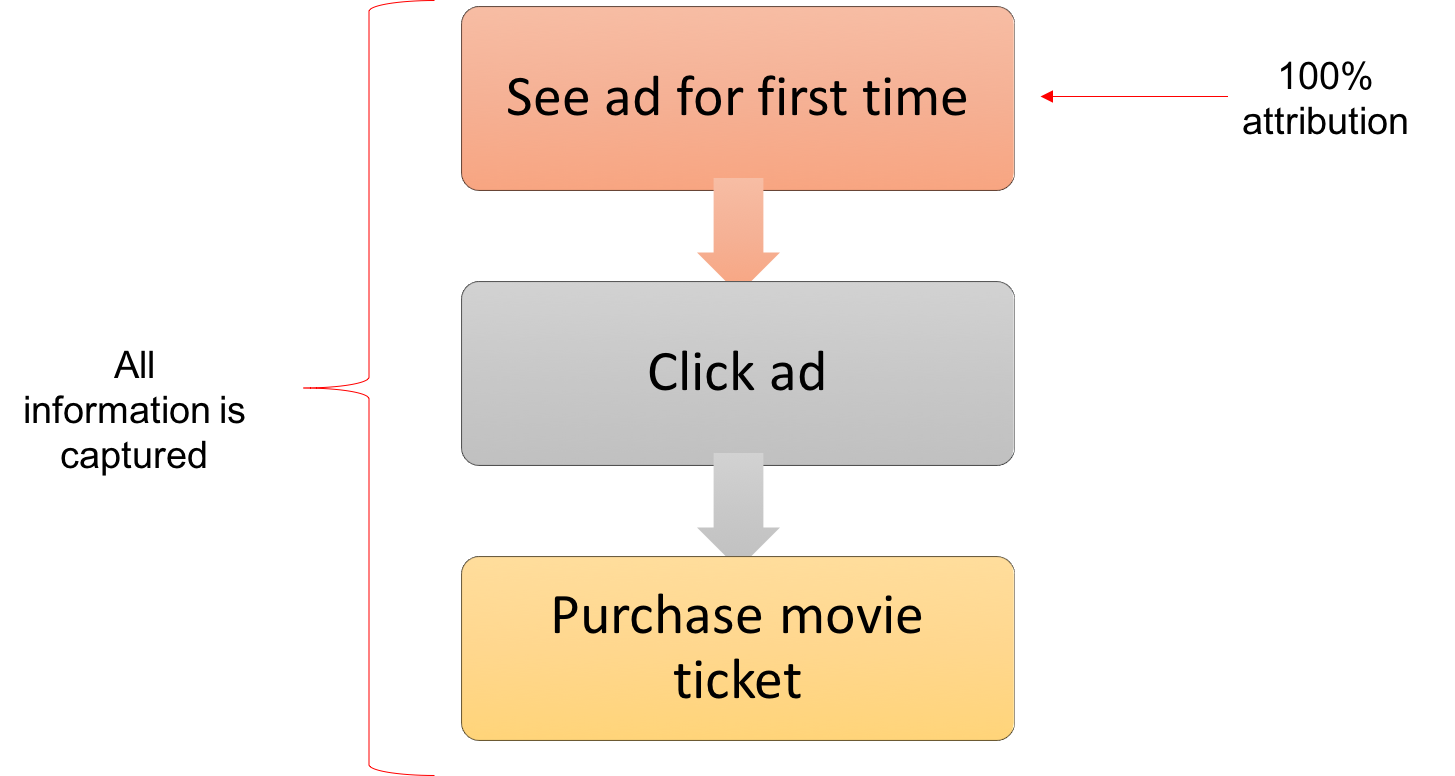 See ad for first time
100%
attribution
Click ad
All
information is
captured
Purchase movie
ticket